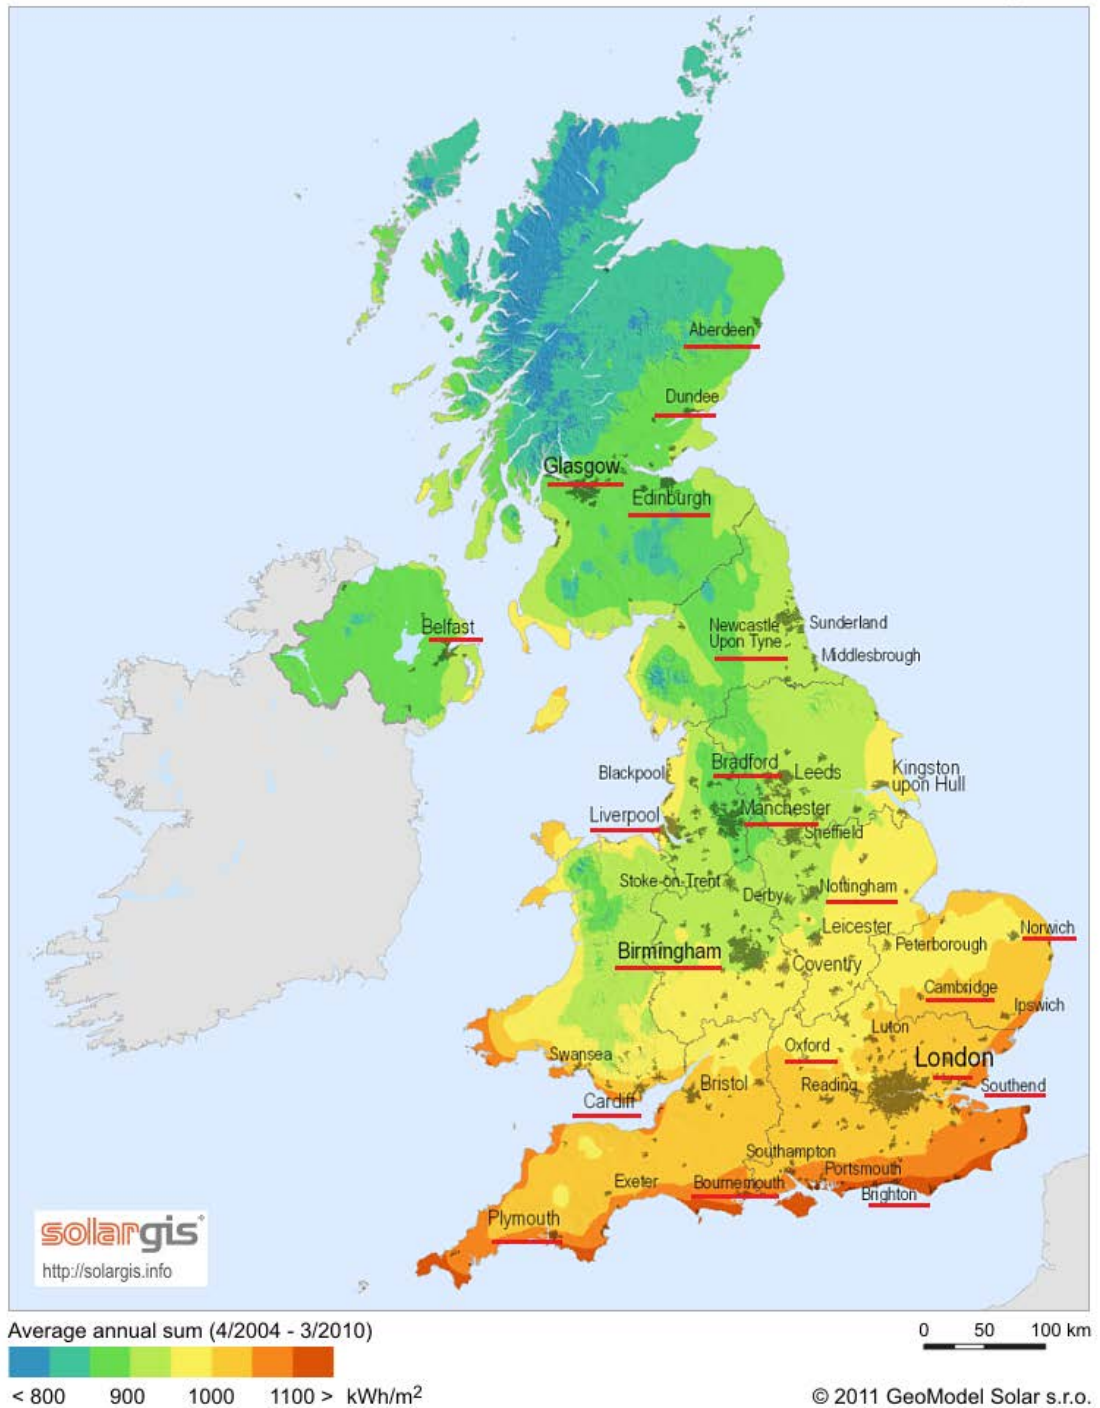 Aberdeen
Dundee
Glasgow
Edinburgh
Belfast
Newcastle
Upon Tyne
Sunderland
Middlesbrough
Blackpool
Bradford
Leeds
Kingston
upon Hull
Liverpool
Manchester
Sheffield
Stoke-on-Trent
Derby
Nottingham
Leicester
Norwich
Peterborough
Birmingham
Coventry
Cambridge
Ipswich
Luton
Swansea
Oxford
London
Bristol
Reading
Southend
Cardiff
Southampton
Portsmouth
Exeter
Bournemouth
Brighton
Plymouth
solargis
http://solargis.info
Average annual sum (4/2004 - 3/2010)
0 50 100 km
< 800 900 1000 1100 > kWh/m2
© 2011 GeoModel Solar s.r.o.